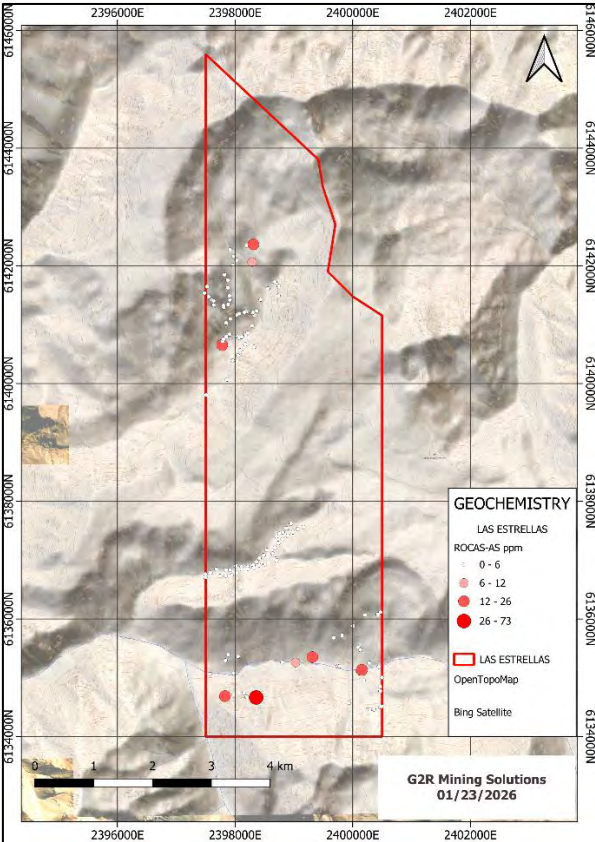 2396000E 2398000E 2400000E 2402000E
6146000N 6146000N
6144000N 6144000N
6142000N 6142000N
6140000N 6140000N
6138000N 6138000N
6136000N 6136000N
6134000N 6134000N
GEOCHEMISTRY
LAS ESTRELLAS
ROCAS-AS ppm
0 - 6
6 - 12
12 - 26
26 - 73
LAS ESTRELLAS
OpenTopoMap
Bing Satellite
0 1 2 3 4 km
G2R Mining Solutions
01/23/2026
2396000E 2398000E 2400000E 2402000E